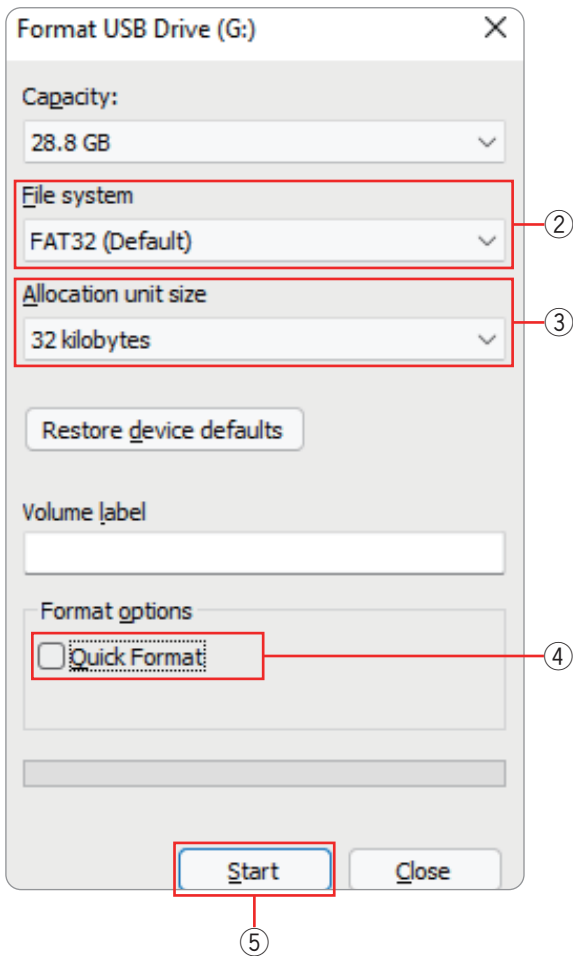 Format USB Drive (G:)
Capacity:
28.8 GB
File system
②
FAT32 (Default)
Allocation unit size
③
32 kilobytes
Restore device defaults
Volume label
Format options
Quick Format
④
Start
Close
⑤